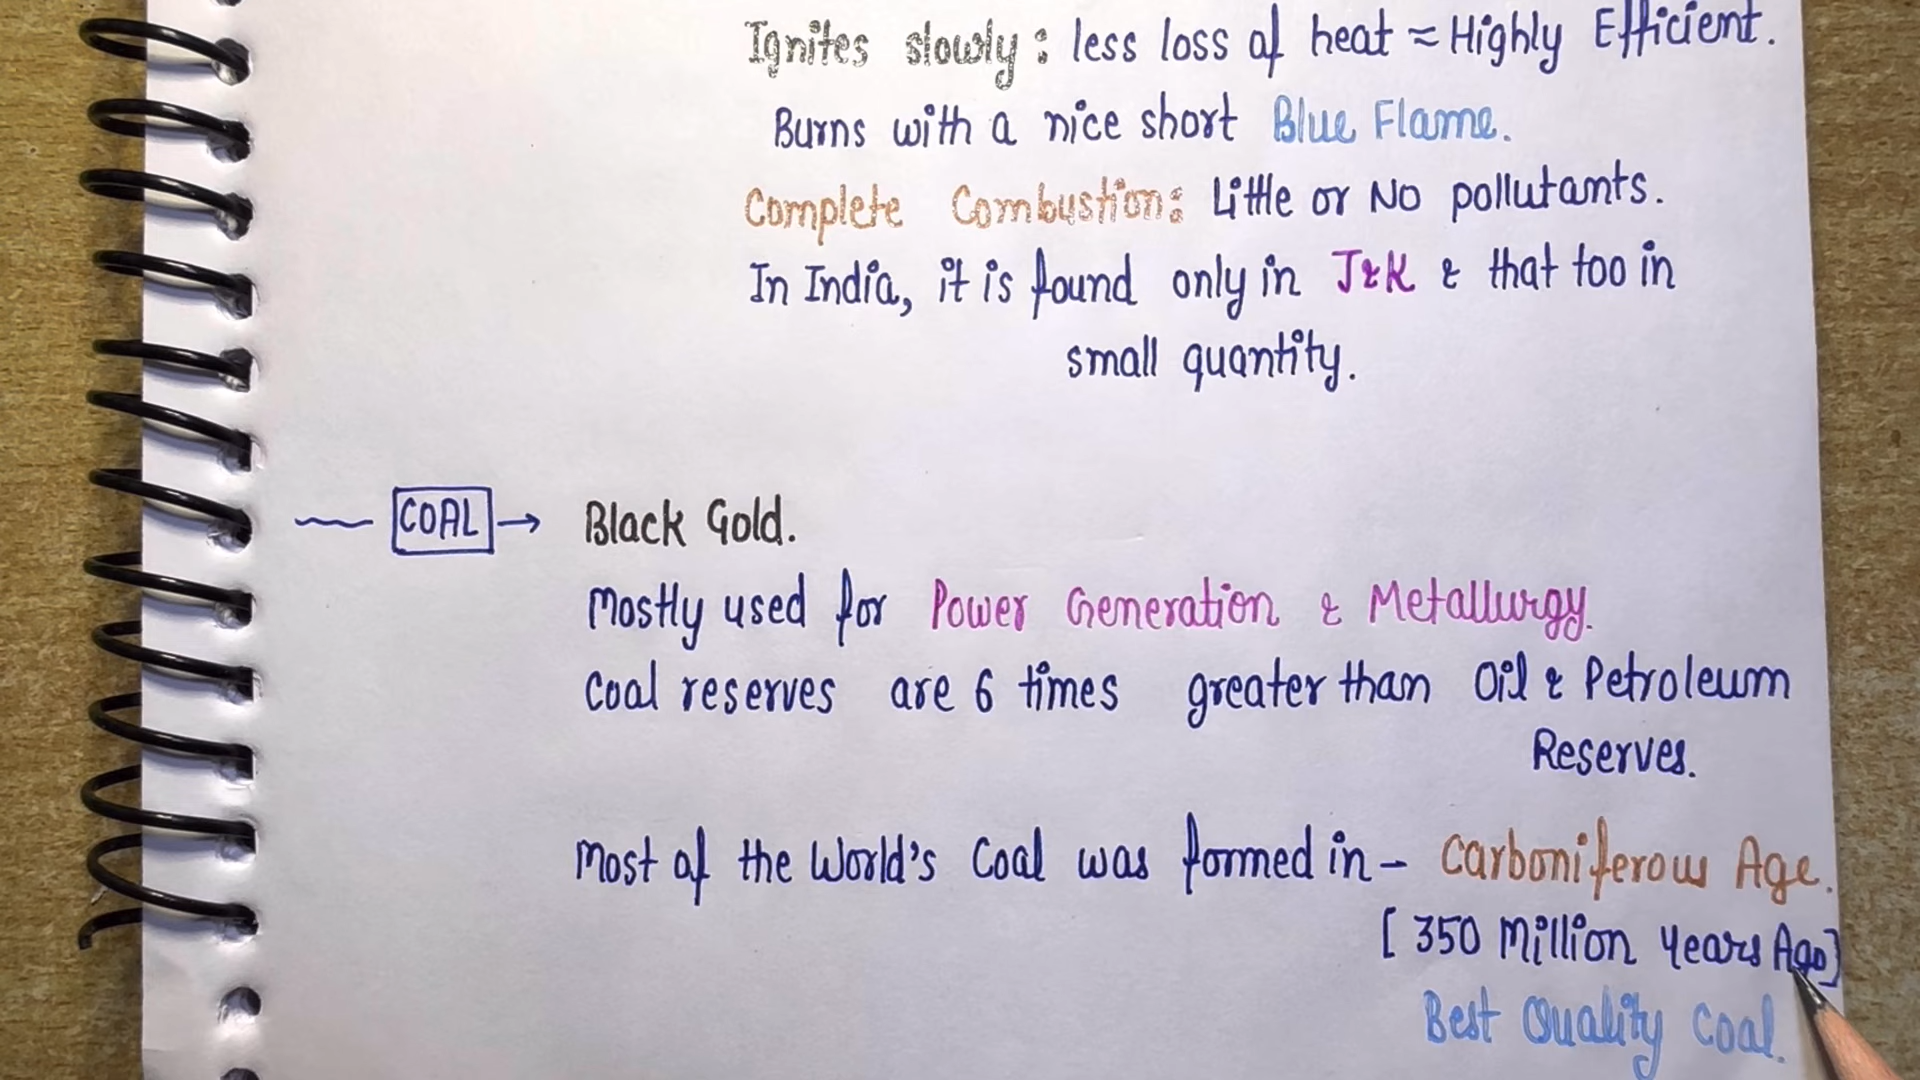 Ignites slowly: less loss of heat = Highly Efficient.
Burns with a nice short Blue Flame.
Complete Combustion: Little or No pollutants.
In India, it is found only in J&K & that too in
small quantity.
COAL → Black Gold.
Mostly used for Power Generation & Metallurgy.
Coal reserves are 6 times greater than Oil & Petroleum
Reserves.
Most of the World's Coal was formed in - Carboniferous Age.
[350 Million Years Ago]
Best Quality Coal.